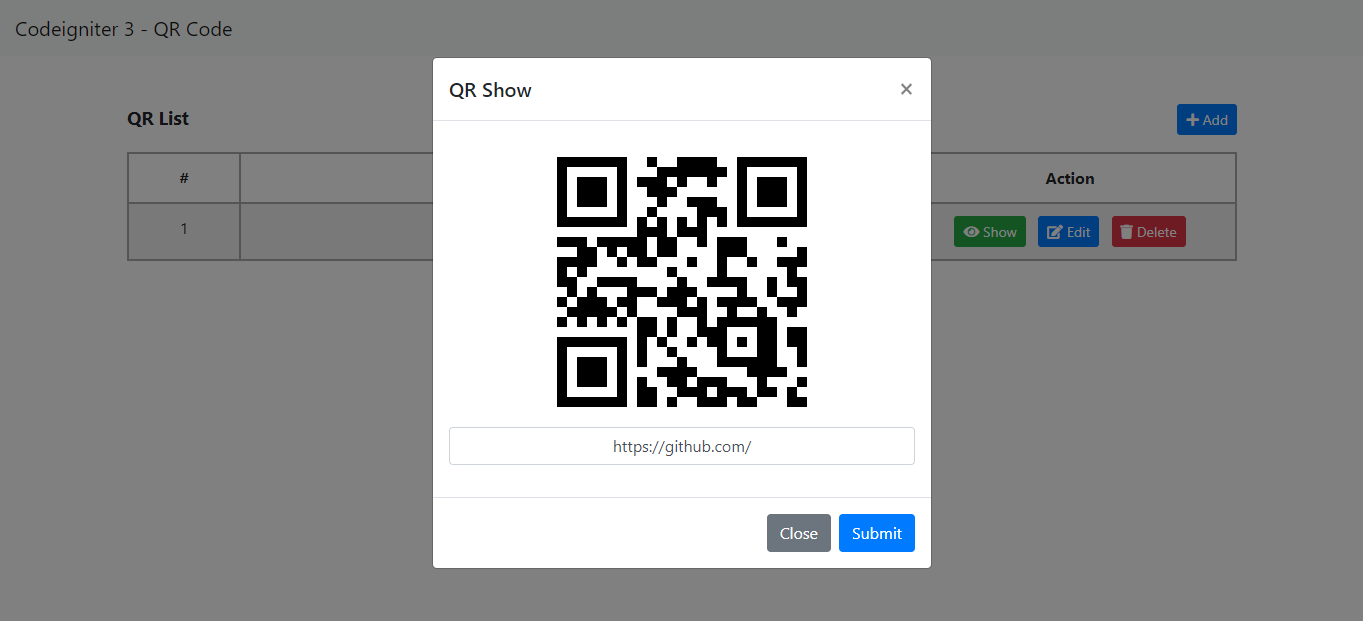 Codeigniter 3 - QR Code
QR Show
×
QR List
Add
#
Action
1
Show
Edit
Delete
https://github.com/
Close
Submit